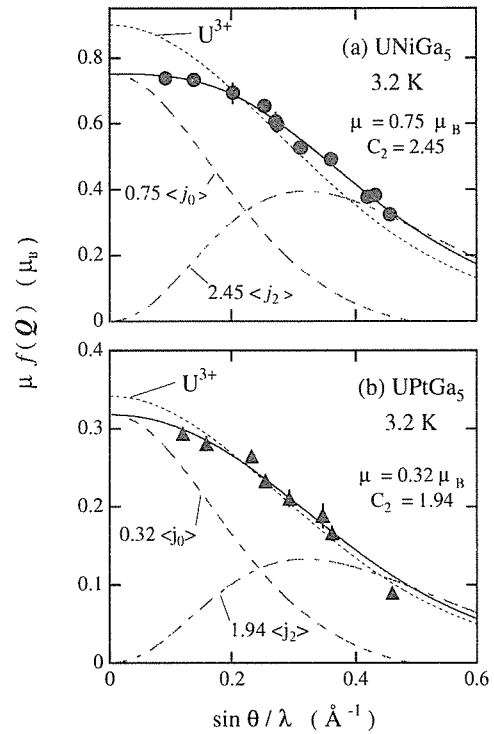 U3+
(a) UNiGa5
3.2 K
μ = 0.75 μB
C2 = 2.45
0.75 <j0>
2.45 <j2>
0.8
0.6
0.4
0.2
0
μ f(Q) (μB)
U3+
(b) UPtGa5
3.2 K
μ = 0.32 μB
C2 = 1.94
0.32 <j0>
1.94 <j2>
0.4
0.3
0.2
0.1
0
0 0.2 0.4 0.6
sin θ / λ ( Å-1 )